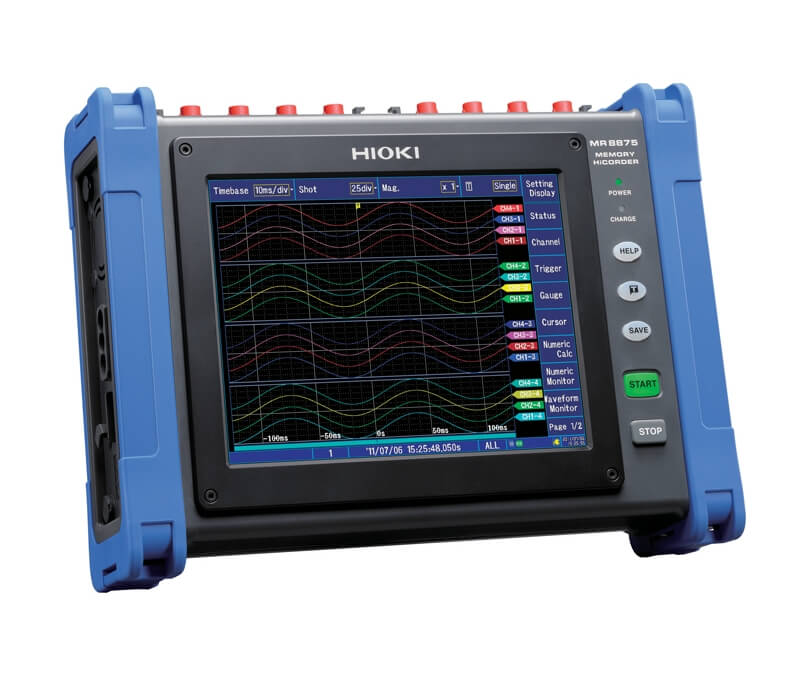 HIOKI
MR8875
MEMORY
HiCORDER
POWER
CHARGE
HELP
SAVE
START
STOP
Timebase 10ms/div Shot 25div Mag. x 1 T Single
Setting
Display
Status
Channel
Trigger
Gauge
Cursor
Numeric
Calc
Numeric
Monitor
Waveform
Monitor
Page 1/2
CH4-1
CH3-1
CH2-1
CH1-1
CH4-2
CH3-2
CH1-2
CH4-3
CH3-3
CH2-3
CH1-3
CH4-4
CH3-4
CH2-4
CH1-4
-100ms -50ms 0s 50ms 100ms
1 '11/07/06 15:25:48.050s ALL